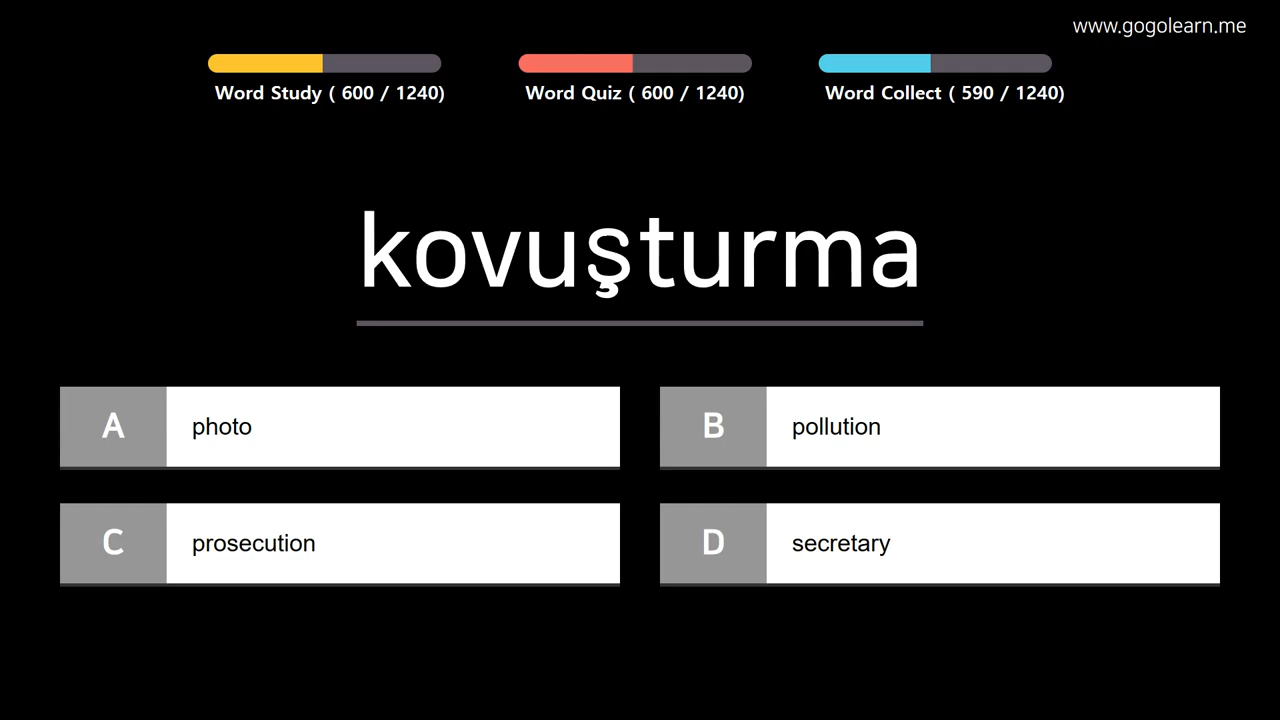 www.gogolearn.me
Word Study ( 600 / 1240)
Word Quiz ( 600 / 1240)
Word Collect ( 590 / 1240)
kovuşturma
A photo
B pollution
C prosecution
D secretary